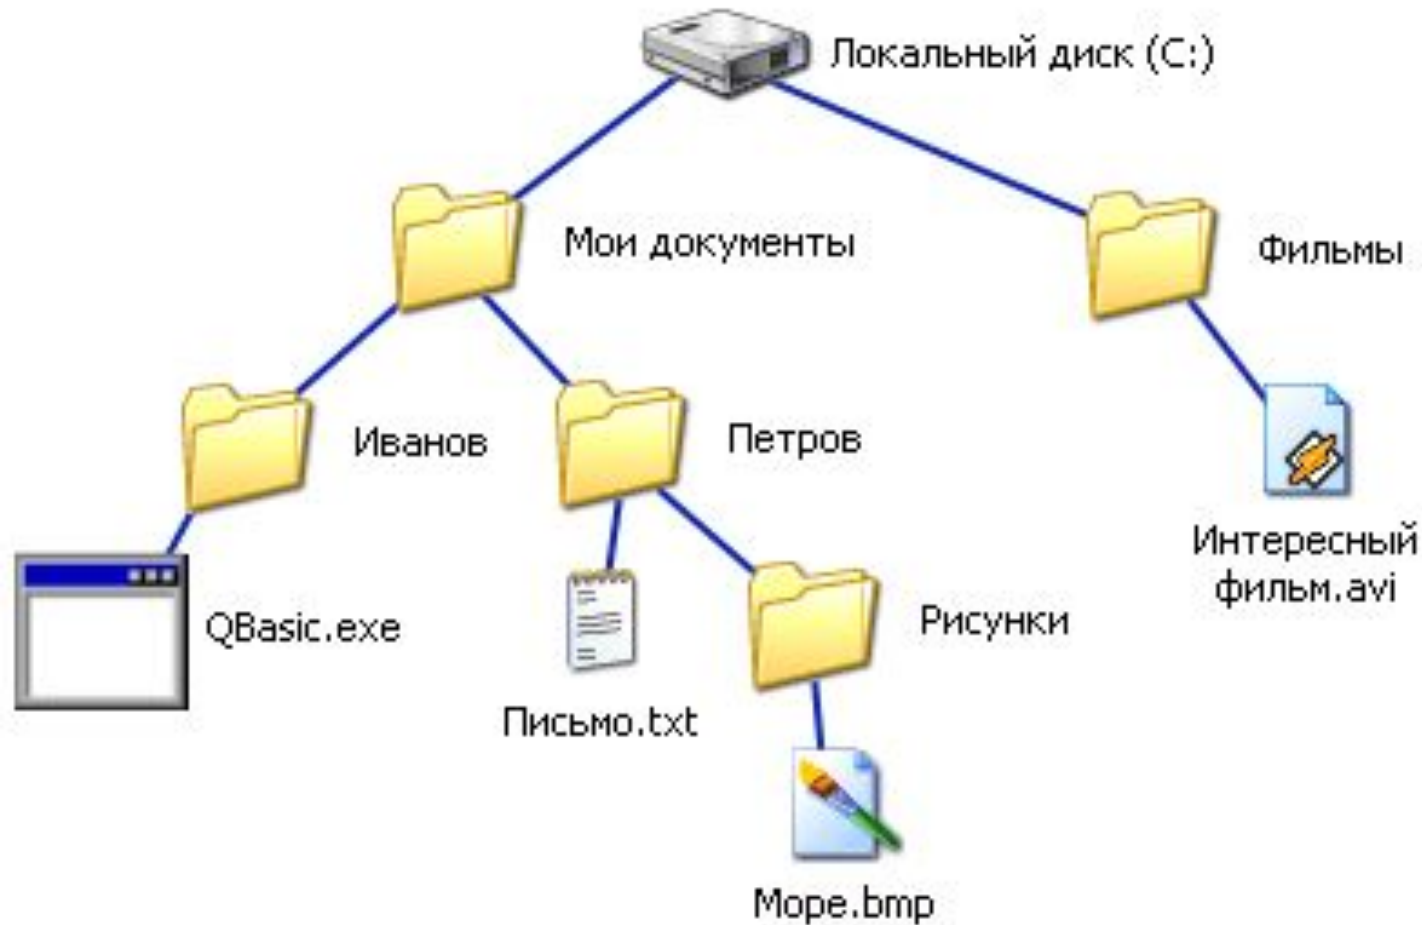 Локальный диск (C:)
Мои документы
Фильмы
Иванов
Петров
Интересный
фильм.avi
QBasic.exe
Рисунки
Письмо.txt
Море.bmp